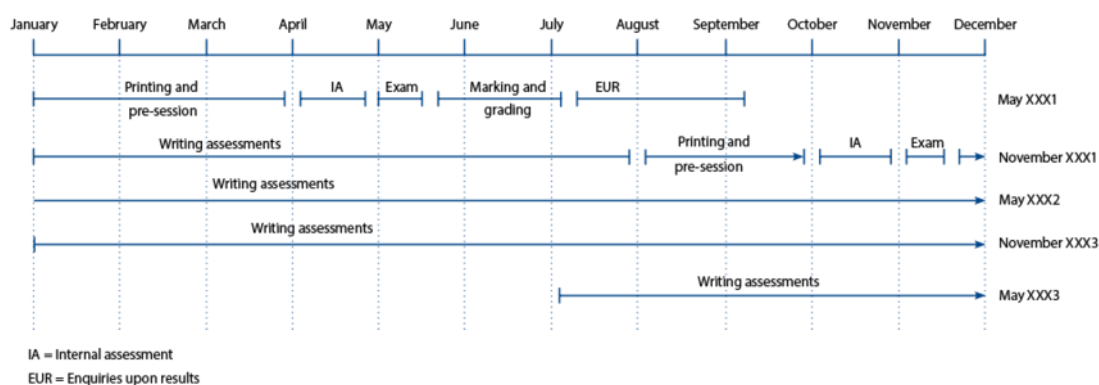 January February March April May June July August September October November December
Printing and pre-session IA Exam Marking and grading EUR May XXX1
Writing assessments Printing and pre-session IA Exam November XXX1
Writing assessments May XXX2
Writing assessments November XXX3
Writing assessments May XXX3
IA = Internal assessment
EUR = Enquiries upon results